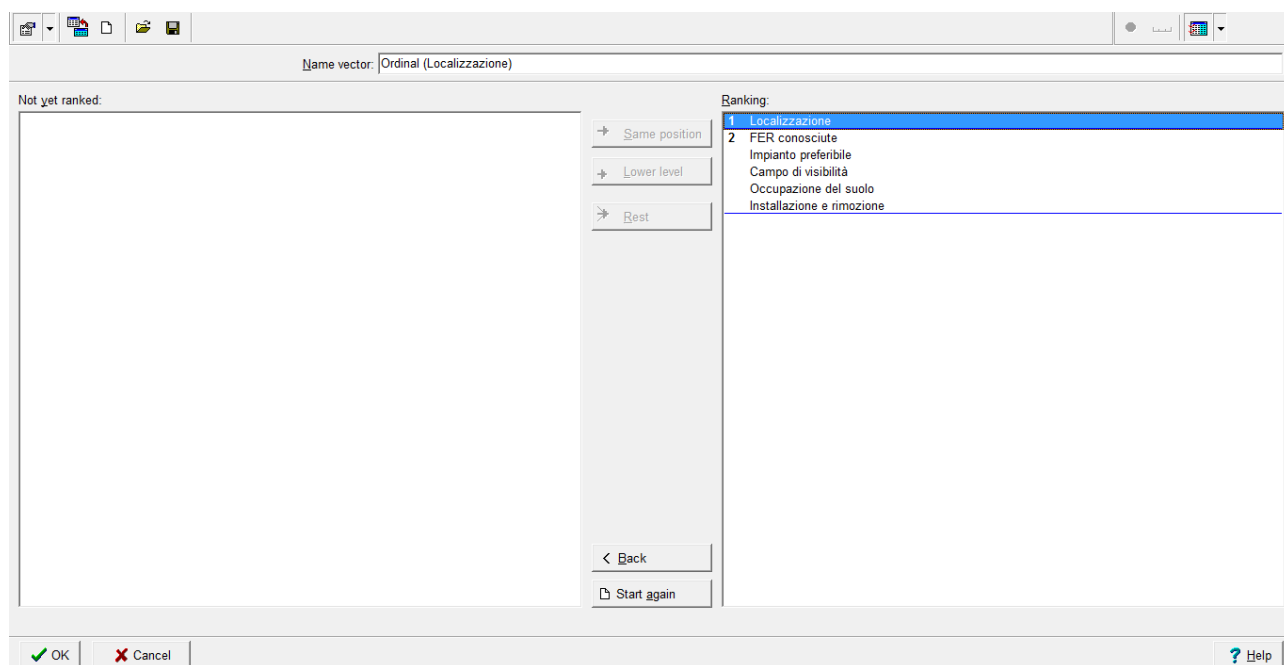 Name vector: Ordinal (Localizzazione)
Not yet ranked:
Ranking:
1 Localizzazione
2 FER conosciute
Impianto preferibile
Campo di visibilità
Occupazione del suolo
Installazione e rimozione
Same position
Lower level
Rest
< Back
Start again
OK
Cancel
? Help